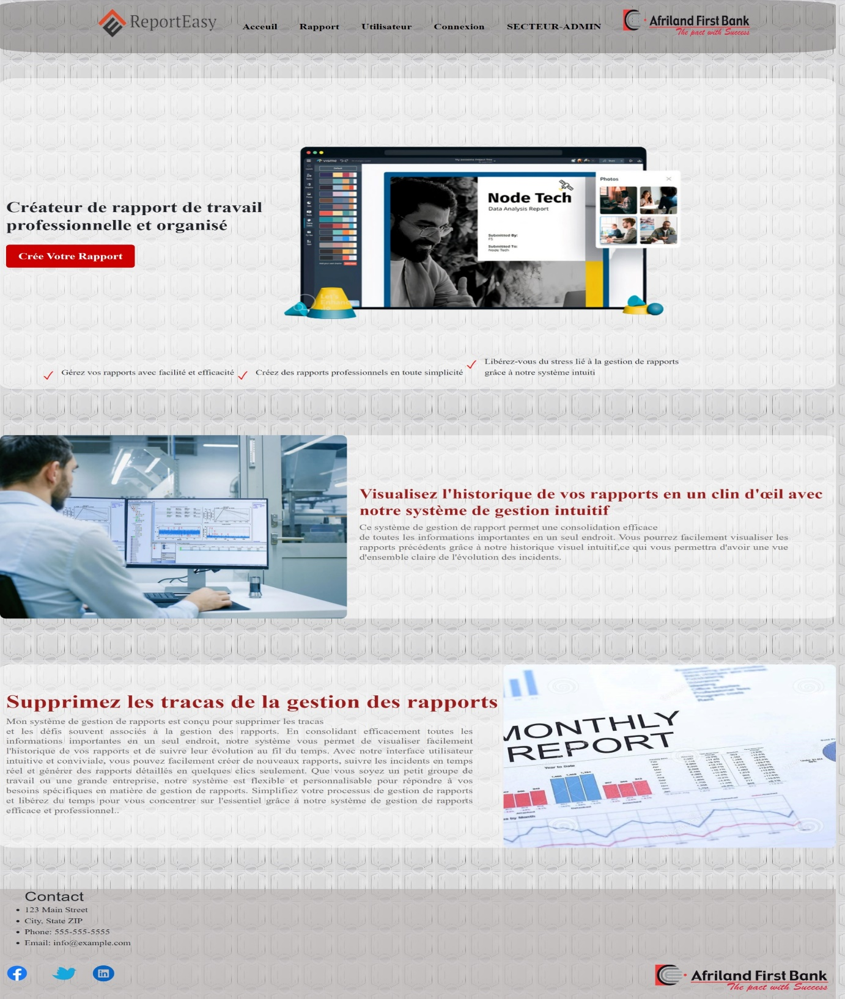 ReportEasy
Acceuil Rapport Utilisateur Connexion SECTEUR-ADMIN
Afriland First Bank
The pact with Success
Créateur de rapport de travail
professionnelle et organisé
Crée Votre Rapport
visme
Photos
Node Tech
Data Analysis Report
Submitted By:
FS
Submitted To:
Node Tech
Let's
Gérez vos rapports avec facilité et efficacité
Créez des rapports professionnels en toute simplicité
Libérez-vous du stress lié à la gestion de rapports
grâce à notre système intuiti
Visualisez l'historique de vos rapports en un clin d'œil avec
notre système de gestion intuitif
Ce système de gestion de rapport permet une consolidation efficace
de toutes les informations importantes en un seul endroit. Vous pourrez facilement visualiser les
rapports précédents grâce à notre historique visuel intuitif,ce qui vous permettra d'avoir une vue
d'ensemble claire de l'évolution des incidents.
Supprimez les tracas de la gestion des rapports
Mon système de gestion de rapports est conçu pour supprimer les tracas
et les défis souvent associés à la gestion des rapports. En consolidant efficacement toutes les
informations importantes en un seul endroit, notre système vous permet de visualiser facilement
l'historique de vos rapports et de suivre leur évolution au fil du temps. Avec notre interface utilisateur
intuitive et conviviale, vous pouvez facilement créer de nouveaux rapports, suivre les incidents en temps
réel et générer des rapports détaillés en quelques clics seulement. Que vous soyez un petit groupe de
travail ou une grande entreprise, notre système est flexible et personnalisable pour répondre à vos
besoins spécifiques en matière de gestion de rapports. Simplifiez votre processus de gestion de rapports
et libérez du temps pour vous concentrer sur l'essentiel grâce à notre système de gestion de rapports
efficace et professionnel..
MONTHLY
REPORT
Year to Date
by Month
Contact
123 Main Street
City, State ZIP
Phone: 555-555-5555
Email: info@example.com
Afriland First Bank
The pact with Success